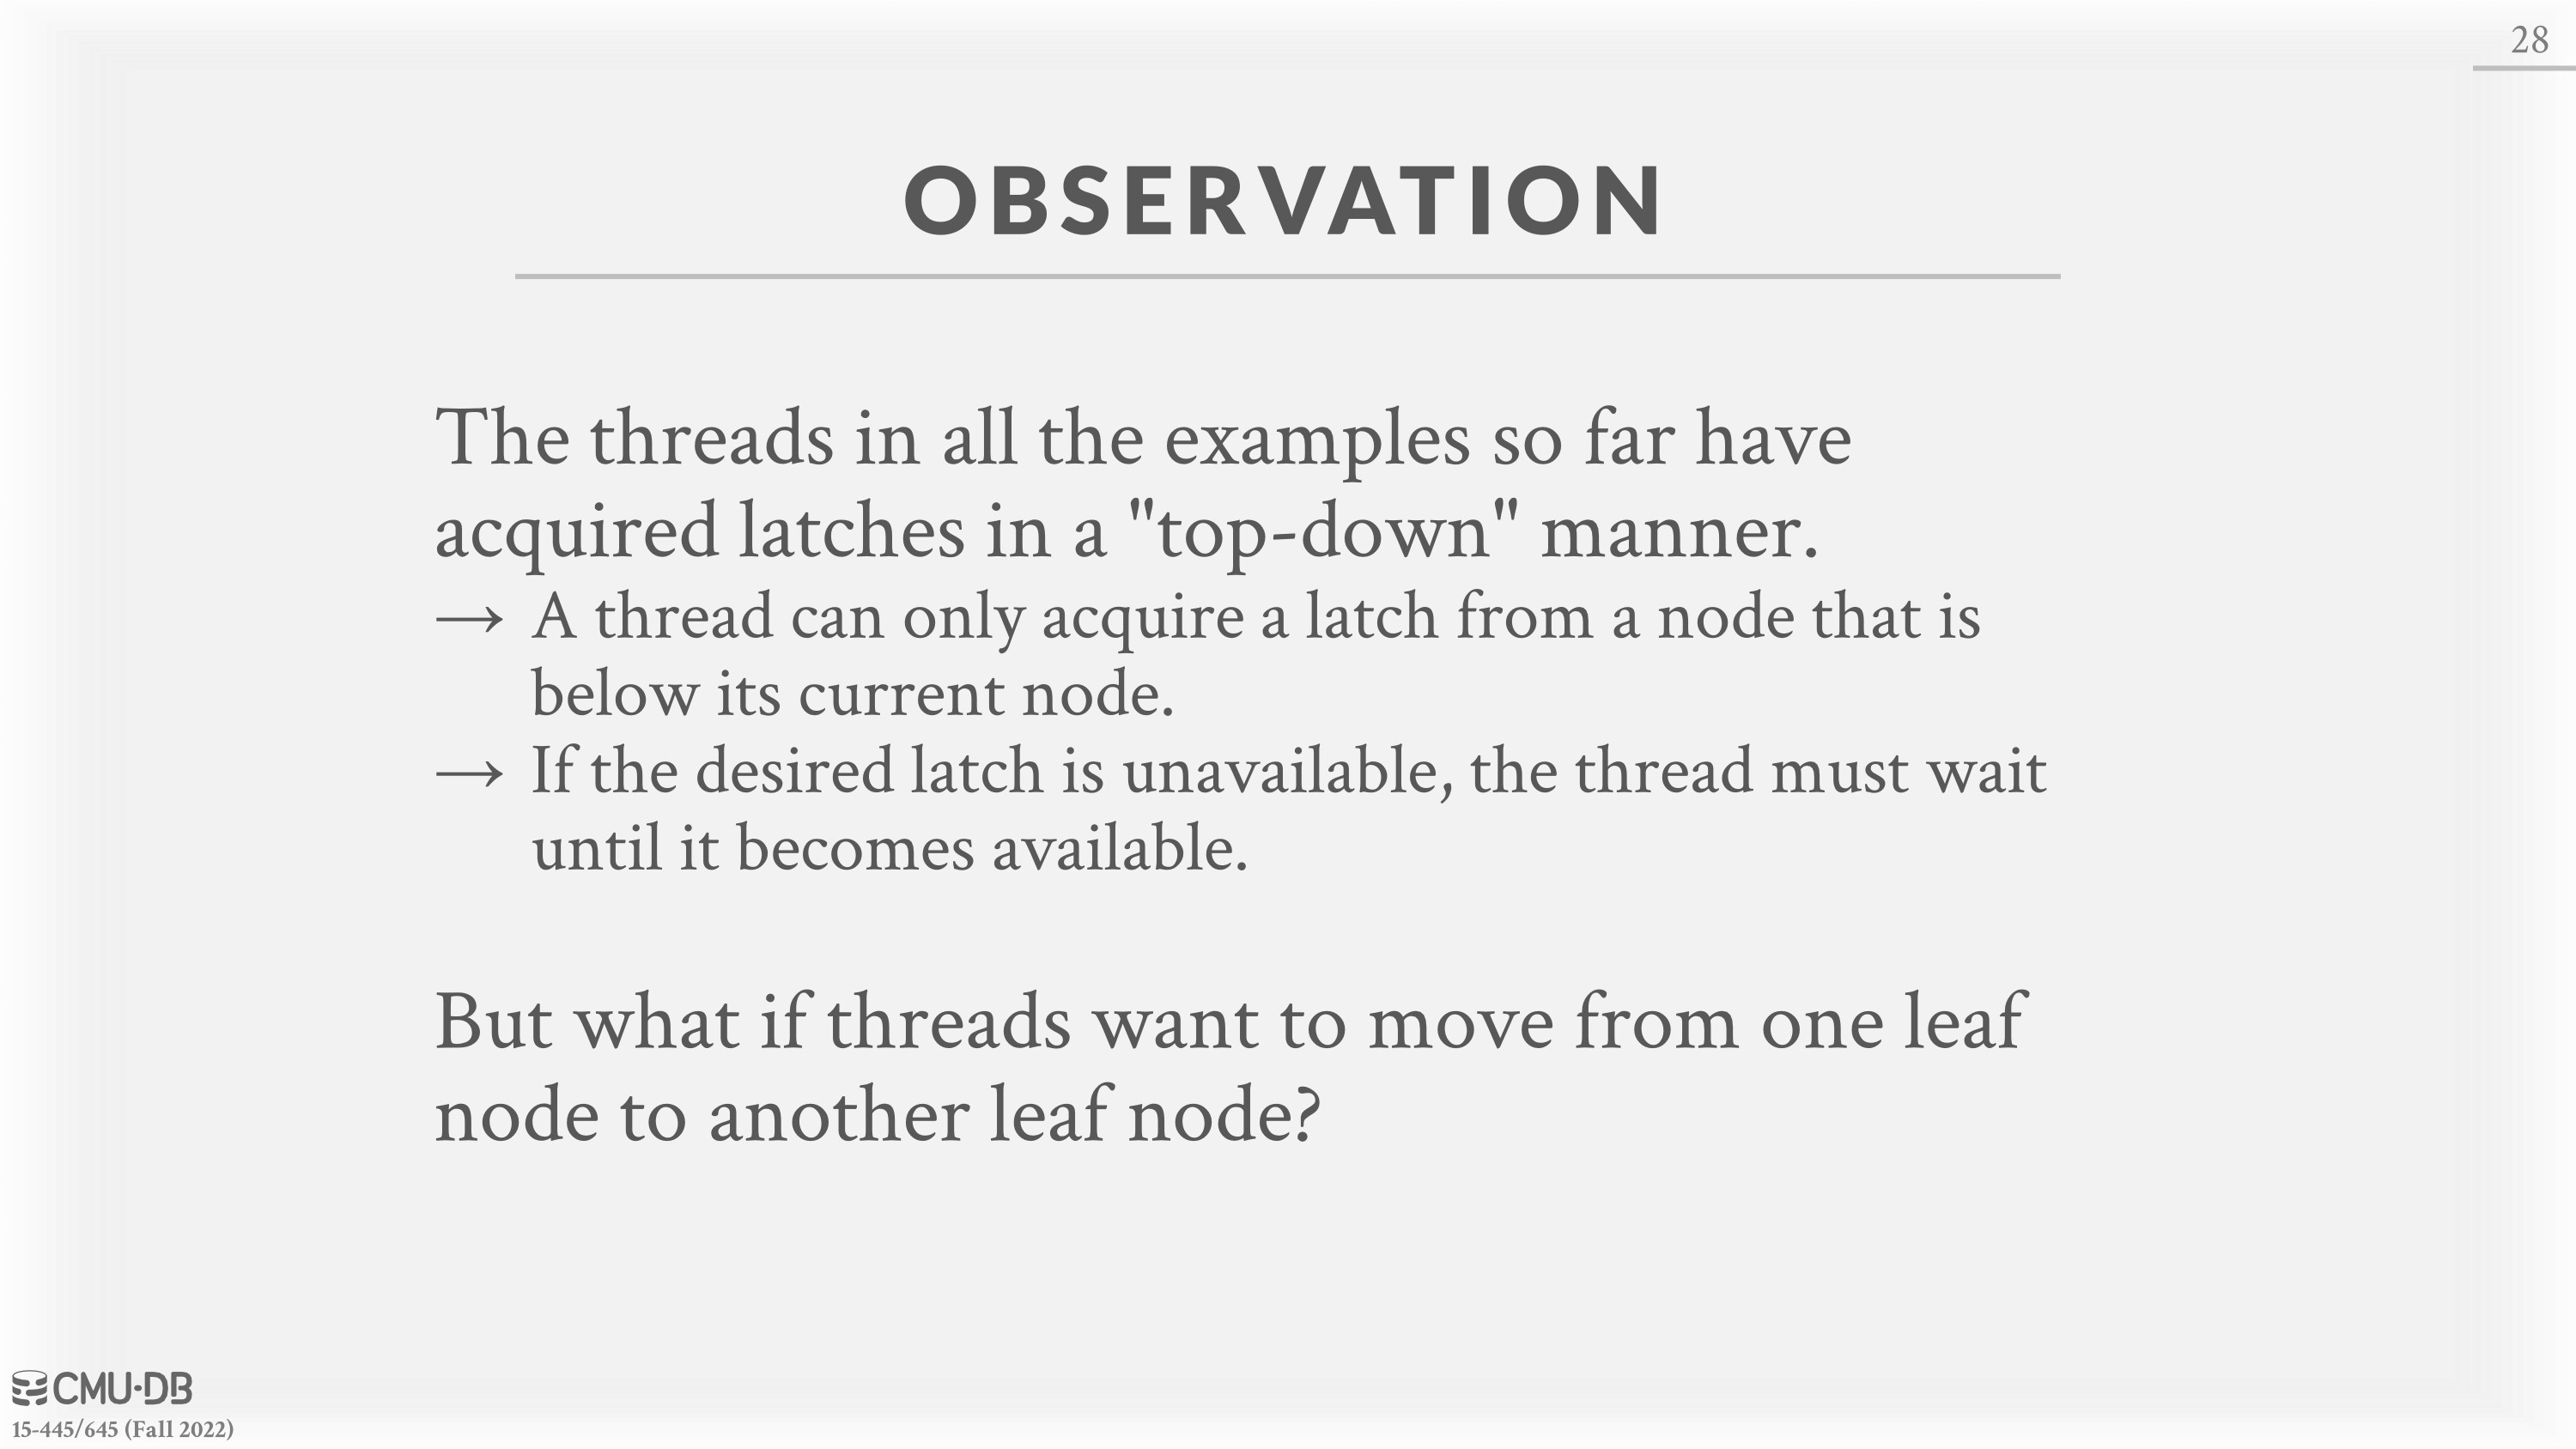 28
OBSERVATION
The threads in all the examples so far have
acquired latches in a "top-down" manner.
→ A thread can only acquire a latch from a node that is
below its current node.
→ If the desired latch is unavailable, the thread must wait
until it becomes available.
But what if threads want to move from one leaf
node to another leaf node?
CMU·DB
15-445/645 (Fall 2022)